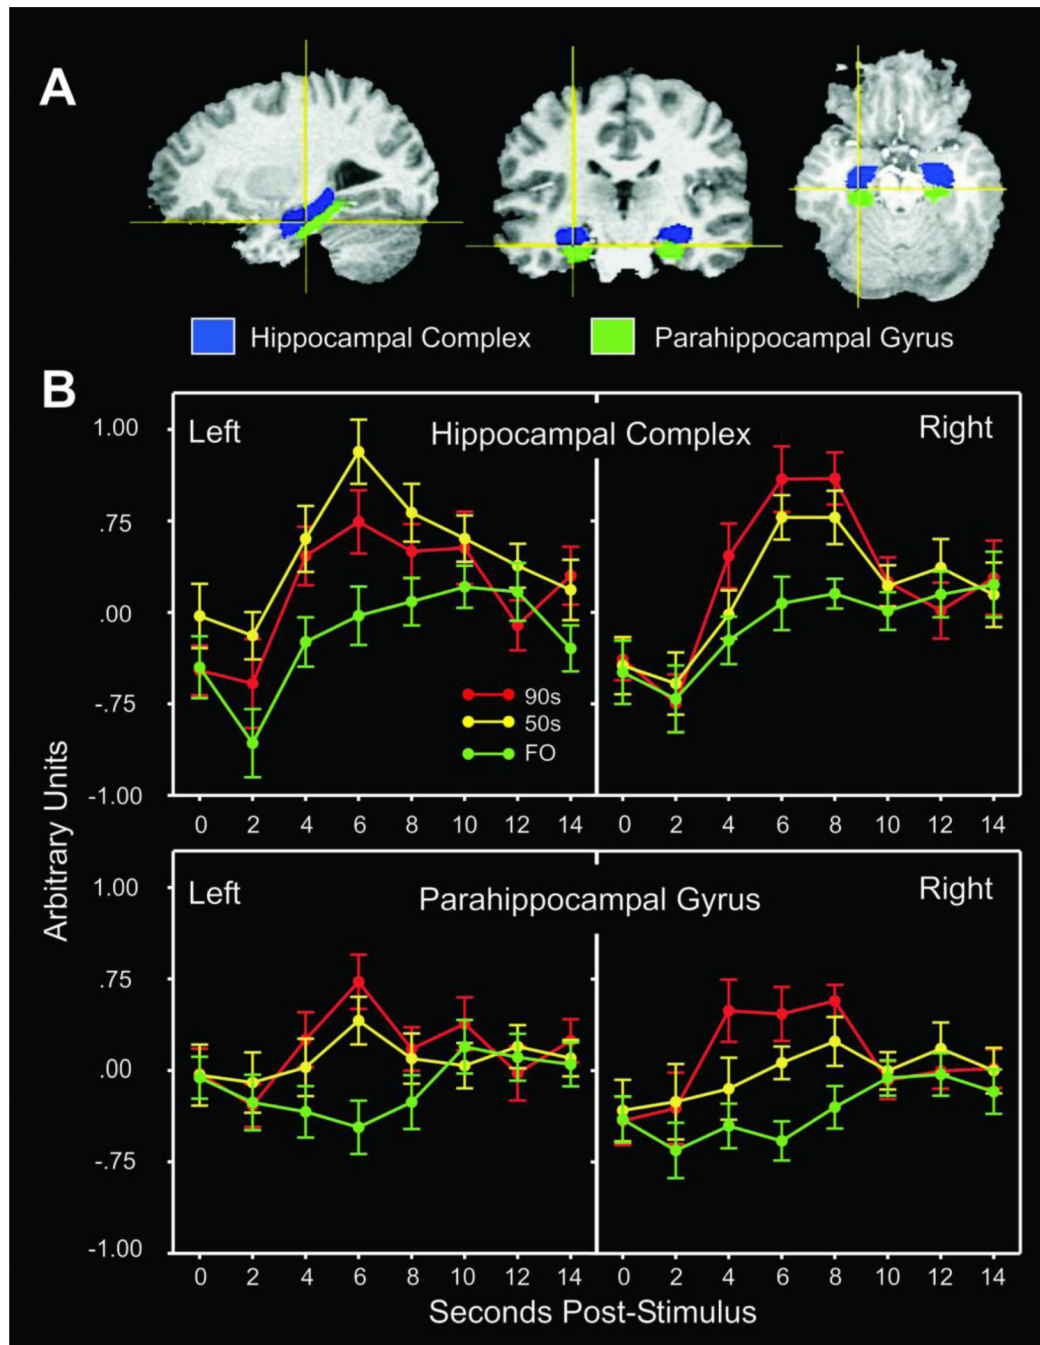 A
Hippocampal Complex
Parahippocampal Gyrus
B
Left
Hippocampal Complex
Right
1.00
.75
.00
-.75
-1.00
90s
50s
FO
0 2 4 6 8 10 12 14 0 2 4 6 8 10 12 14
Arbitrary Units
Left
Parahippocampal Gyrus
Right
1.00
.75
.00
-.75
-1.00
0 2 4 6 8 10 12 14 0 2 4 6 8 10 12 14
Seconds Post-Stimulus